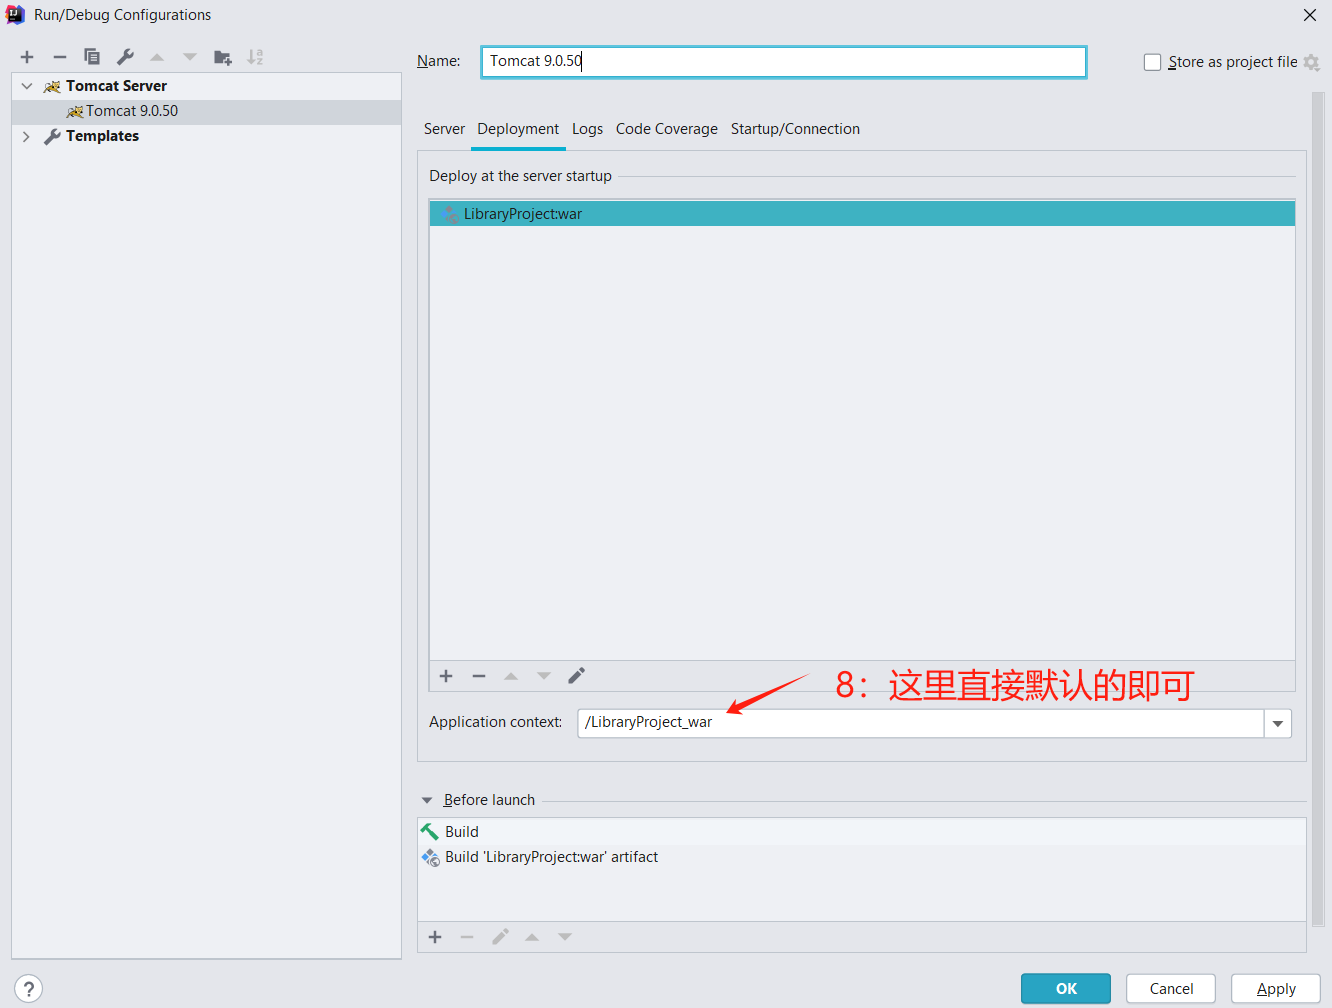 Run/Debug Configurations
Tomcat Server
Tomcat 9.0.50
Templates
Name: Tomcat 9.0.50
Store as project file
Server Deployment Logs Code Coverage Startup/Connection
Deploy at the server startup
LibraryProject:war
8：这里直接默认的即可
Application context: /LibraryProject_war
Before launch
Build
Build 'LibraryProject:war' artifact
? OK Cancel Apply